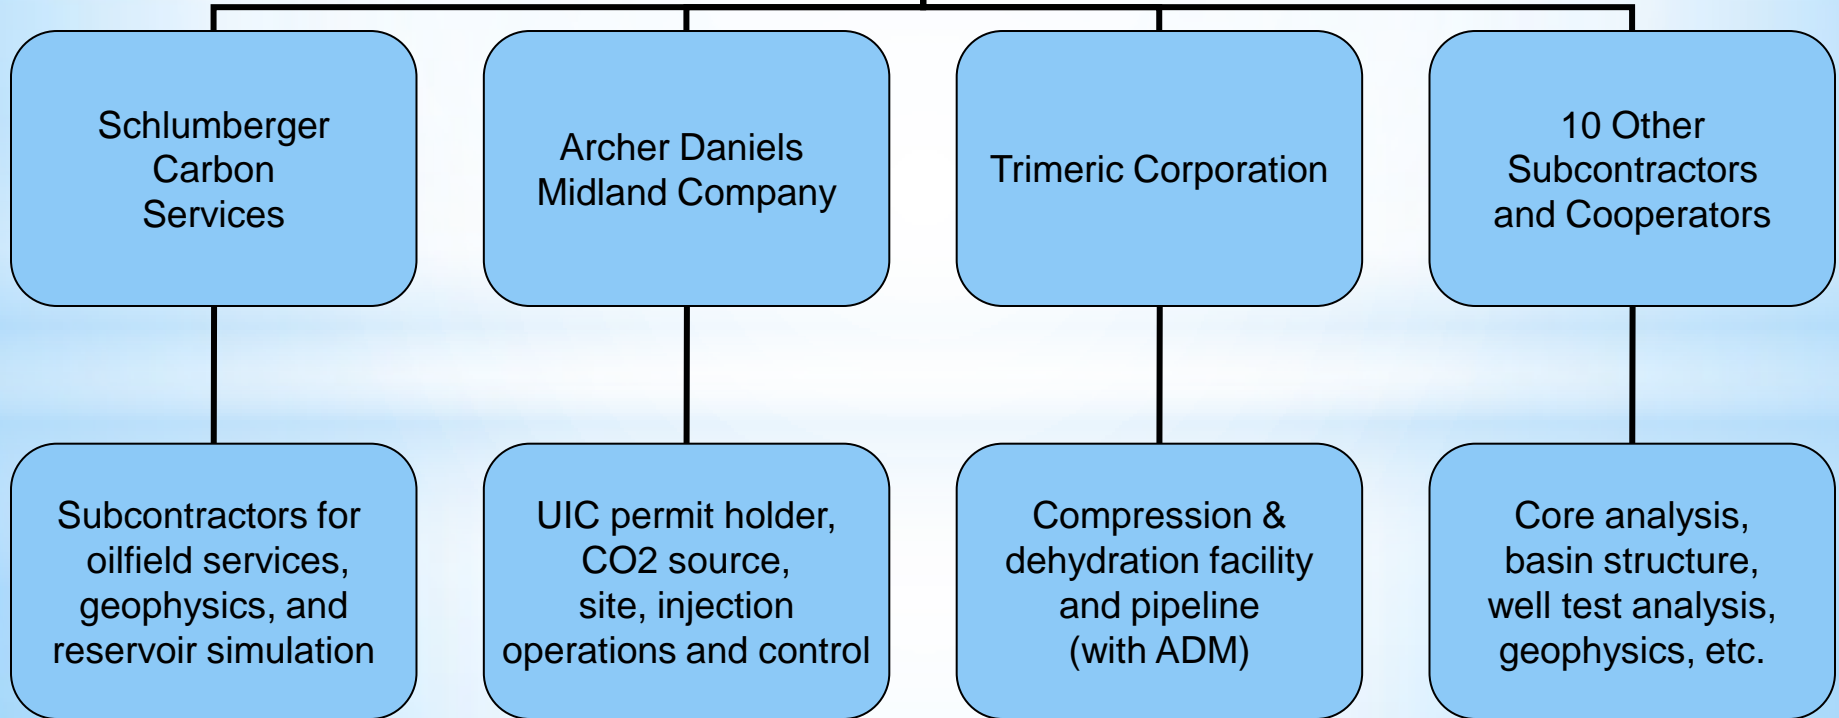 Schlumberger
Carbon
Services
Archer Daniels
Midland Company
Trimeric Corporation
10 Other
Subcontractors
and Cooperators
Subcontractors for
oilfield services,
geophysics, and
reservoir simulation
UIC permit holder,
CO2 source,
site, injection
operations and control
Compression &
dehydration facility
and pipeline
(with ADM)
Core analysis,
basin structure,
well test analysis,
geophysics, etc.